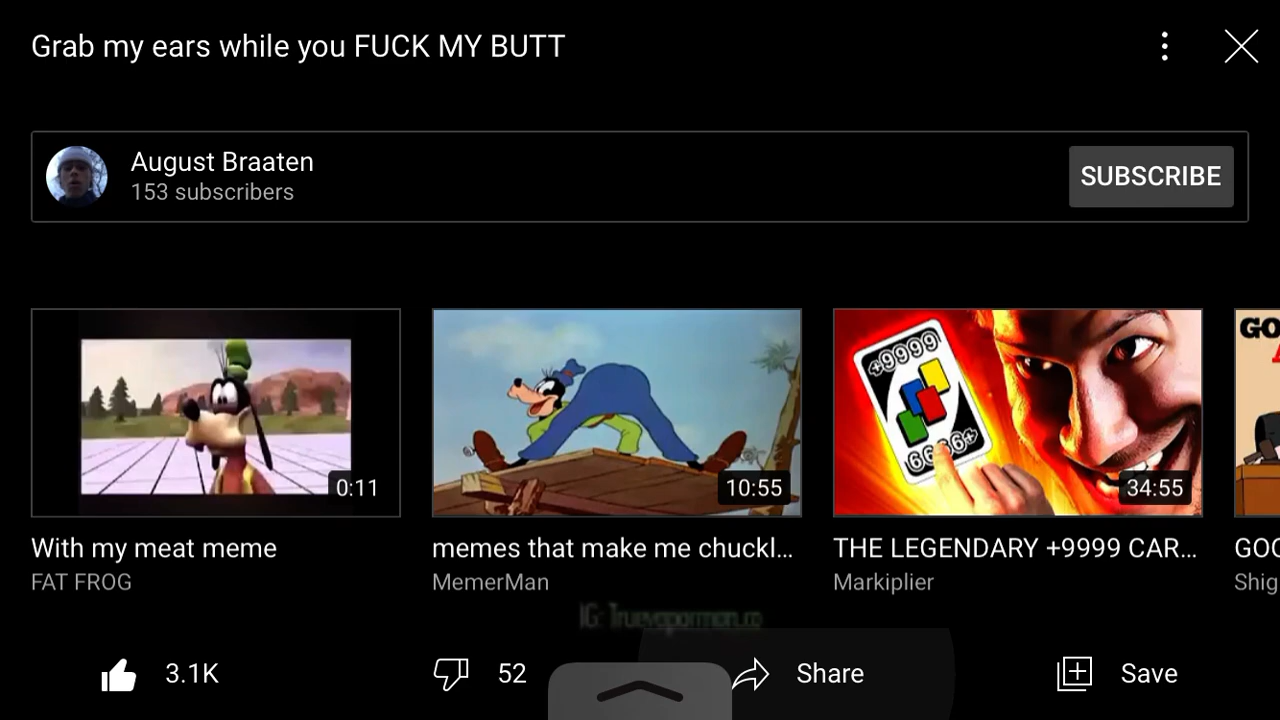 Grab my ears while you FUCK MY BUTT
August Braaten
153 subscribers
SUBSCRIBE
+9999
0:11
10:55
34:55
With my meat meme
memes that make me chuckl...
THE LEGENDARY +9999 CAR...
GOO
FAT FROG
MemerMan
Markiplier
Shig
3.1K
52
Share
Save